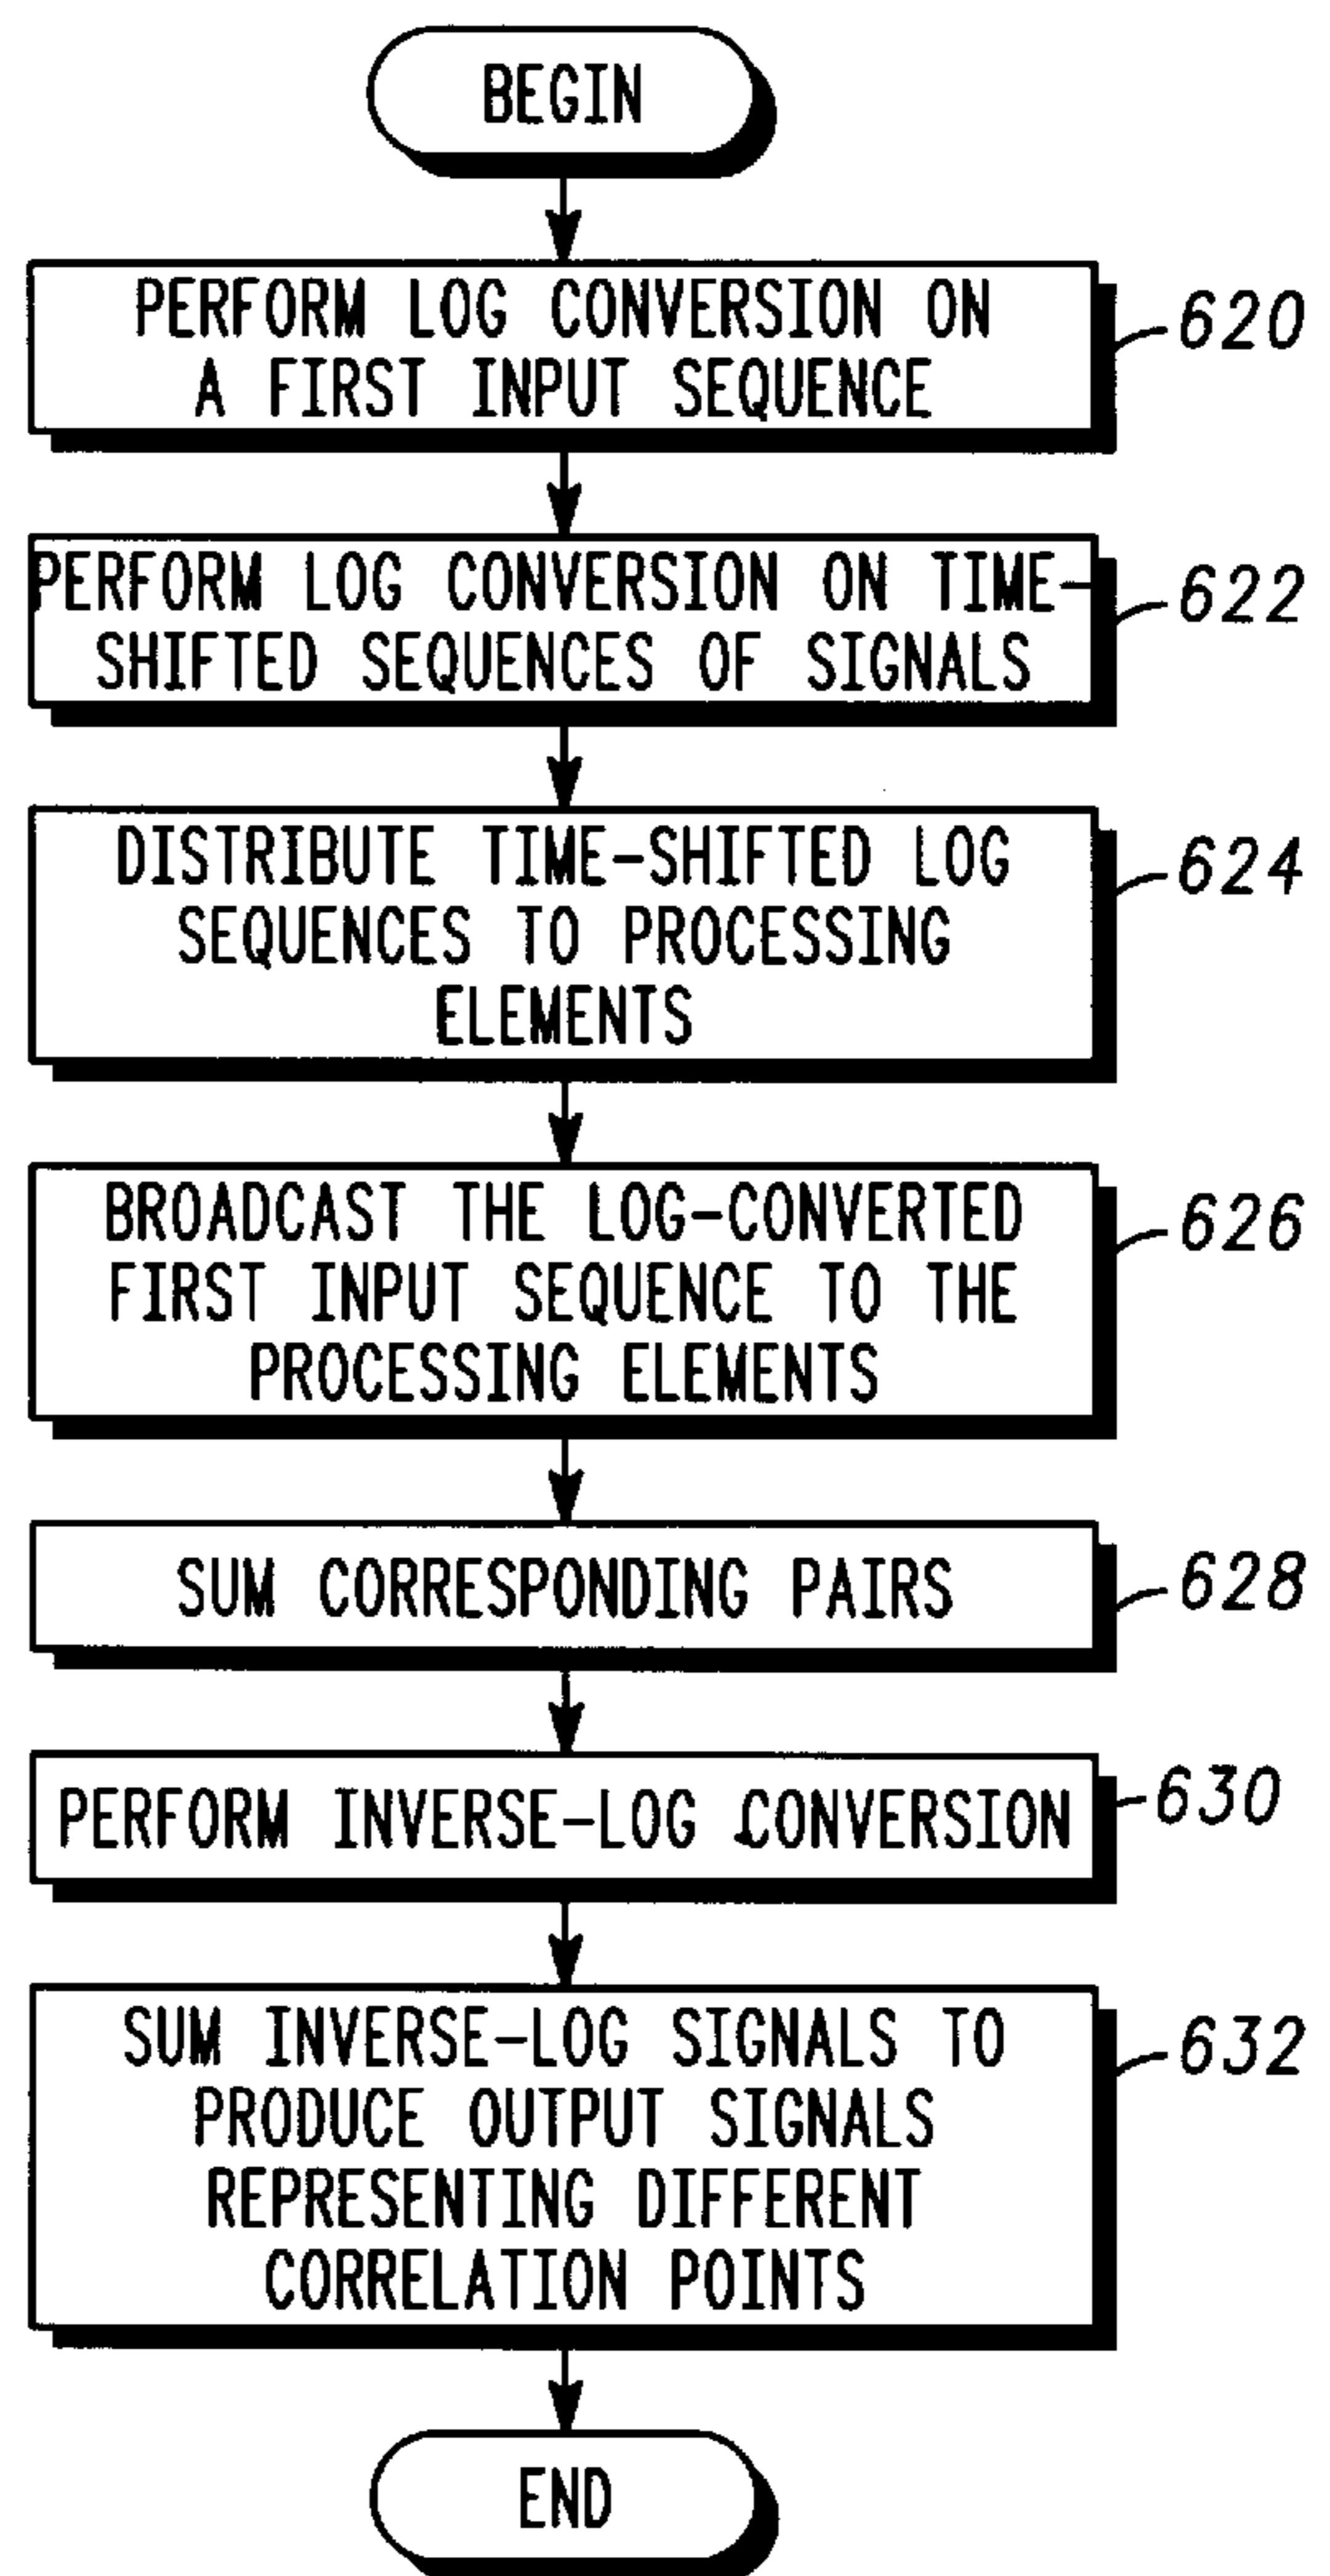 BEGIN
PERFORM LOG CONVERSION ON
A FIRST INPUT SEQUENCE
620
PERFORM LOG CONVERSION ON TIME-
SHIFTED SEQUENCES OF SIGNALS
622
DISTRIBUTE TIME-SHIFTED LOG
SEQUENCES TO PROCESSING
ELEMENTS
624
BROADCAST THE LOG-CONVERTED
FIRST INPUT SEQUENCE TO THE
PROCESSING ELEMENTS
626
SUM CORRESPONDING PAIRS
628
PERFORM INVERSE-LOG CONVERSION
630
SUM INVERSE-LOG SIGNALS TO
PRODUCE OUTPUT SIGNALS
REPRESENTING DIFFERENT
CORRELATION POINTS
632
END